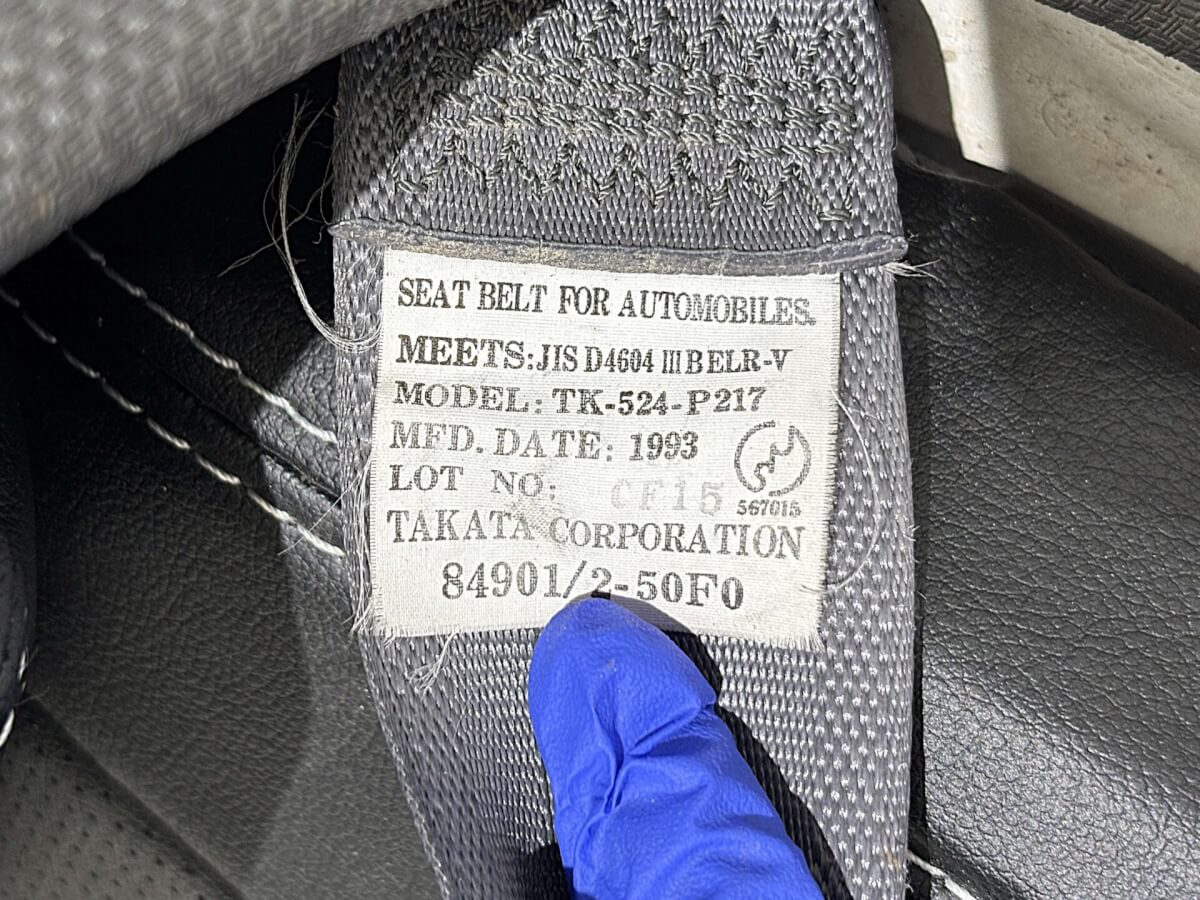 SEAT BELT FOR AUTOMOBILES.
MEETS: JIS D4604 III B ELR-V
MODEL: TK-524-P217
MFD. DATE: 1993
LOT NO: CF15
567015
TAKATA CORPORATION
84901/2-50F0